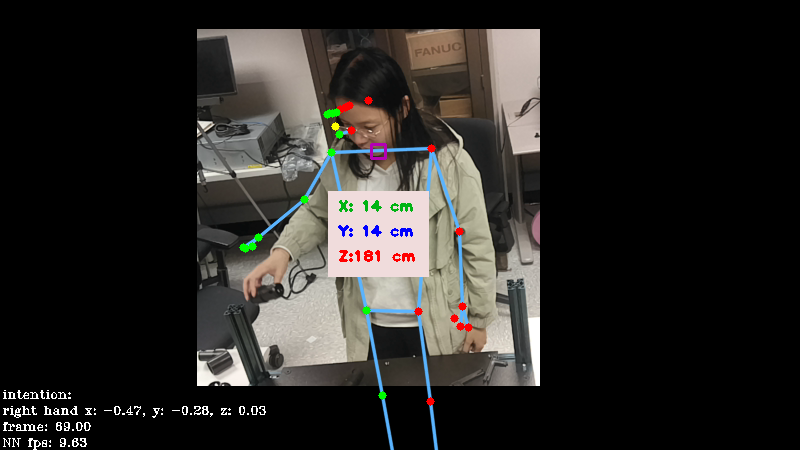 FANUC
X: 14 cm
Y: 14 cm
Z:181 cm
intention:
right hand x: -0.47, y: -0.28, z: 0.03
frame: 69.00
NN fps: 9.63